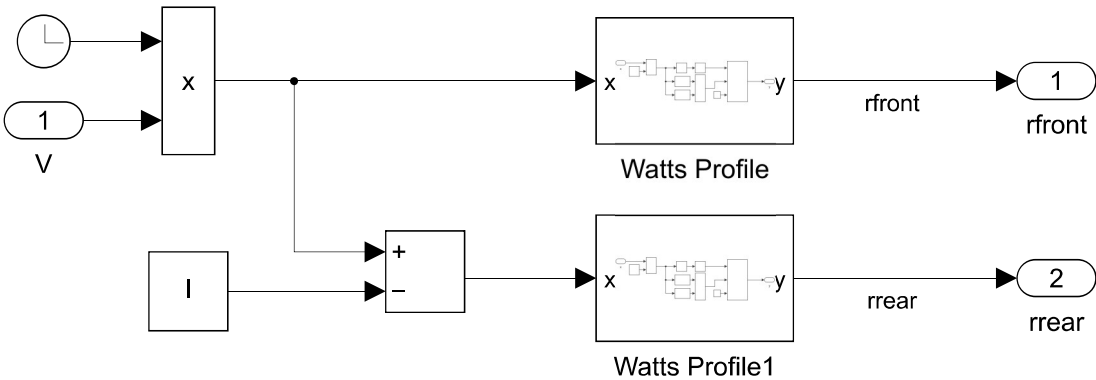 x
1
V
x
y
Watts Profile
rfront
1
rfront
l
+
−
x
y
Watts Profile1
rrear
2
rrear